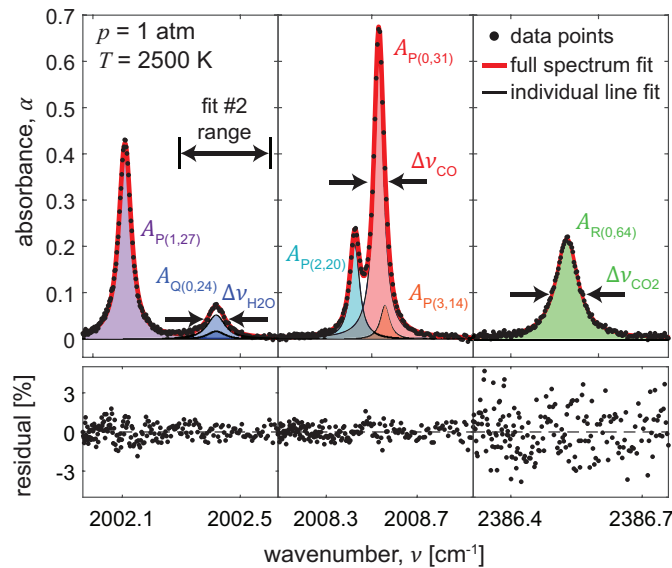 absorbance, α
0.7
0.6
0.5
0.4
0.3
0.2
0.1
0
p = 1 atm
T = 2500 K
fit #2
range
A_P(1,27)
A_Q(0,24)
Δν_H2O
A_P(0,31)
Δν_CO
A_P(2,20)
A_P(3,14)
data points
full spectrum fit
individual line fit
A_R(0,64)
Δν_CO2
residual [%]
3
0
-3
2002.1 2002.5 2008.3 2008.7 2386.4 2386.7
wavenumber, ν [cm⁻¹]